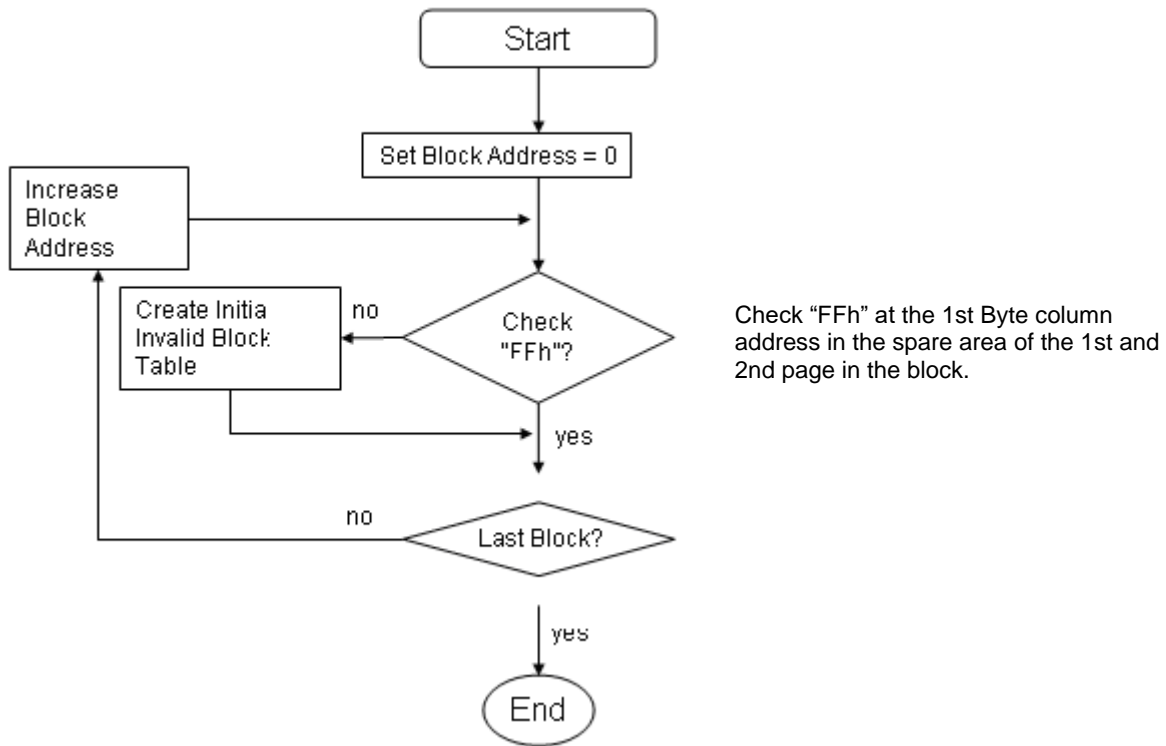 Start
Set Block Address = 0
Increase
Block
Address
Create Initia
Invalid Block
Table
no
Check
"FFh"?
Check “FFh” at the 1st Byte column
address in the spare area of the 1st and
2nd page in the block.
yes
no
Last Block?
yes
End